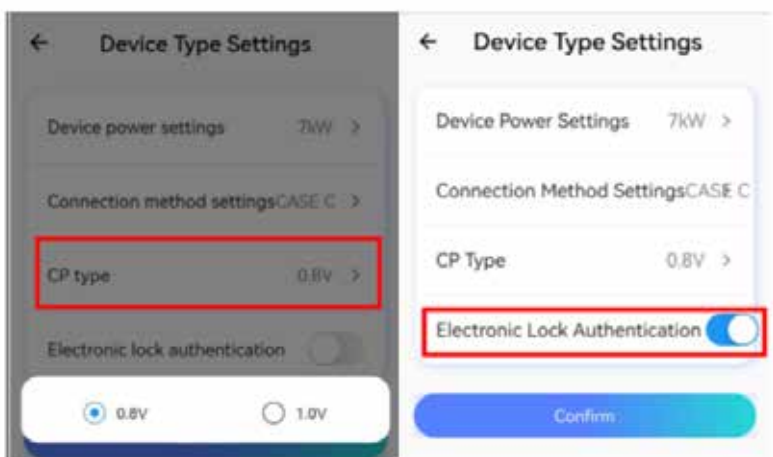 ← Device Type Settings
Device power settings 7kW >
Connection method settings CASE C >
CP type 0.8V >
Electronic lock authentication
0.8V 1.0V
← Device Type Settings
Device Power Settings 7kW >
Connection Method Settings CASE C
CP Type 0.8V >
Electronic Lock Authentication
Confirm